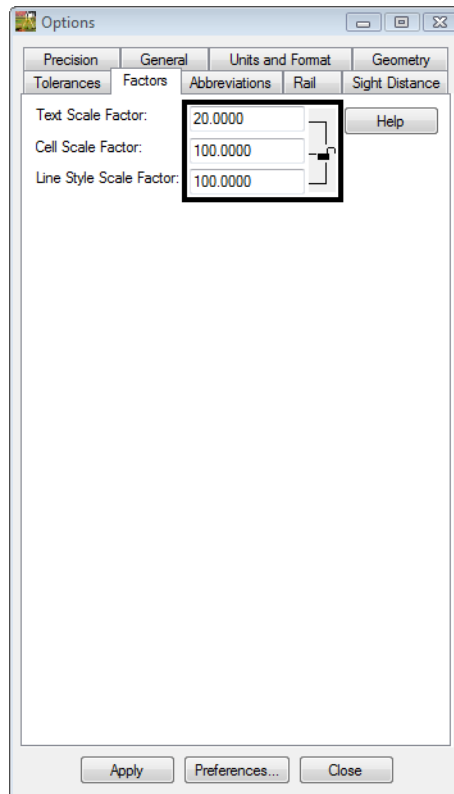 Options
Precision General Units and Format Geometry
Tolerances Factors Abbreviations Rail Sight Distance
Text Scale Factor: 20.0000 Help
Cell Scale Factor: 100.0000
Line Style Scale Factor: 100.0000
Apply Preferences... Close